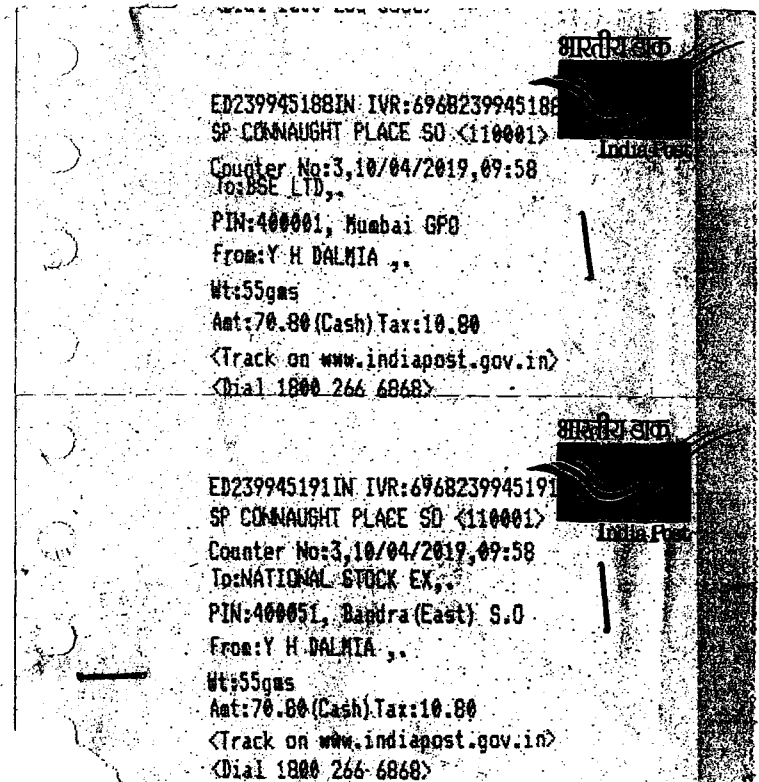 भारतीय डाक
ED239945188IN IVR:6968239945188
SP CONNAUGHT PLACE SO <110001>
India Post
Counter No:3,10/04/2019,09:58
To:BSE LTD,.
PIN:400001, Mumbai GPO
From:Y H DALMIA ,.
Wt:55gms
Amt:70.80(Cash)Tax:10.80
<Track on www.indiapost.gov.in>
<Dial 1800 266 6868>
भारतीय डाक
ED239945191IN IVR:6968239945191
SP CONNAUGHT PLACE SO <110001>
India Post
Counter No:3,10/04/2019,09:58
To:NATIONAL STOCK EX,.
PIN:400051, Bandra(East) S.O
From:Y H DALMIA ,.
Wt:55gms
Amt:70.80(Cash)Tax:10.80
<Track on www.indiapost.gov.in>
<Dial 1800 266 6868>